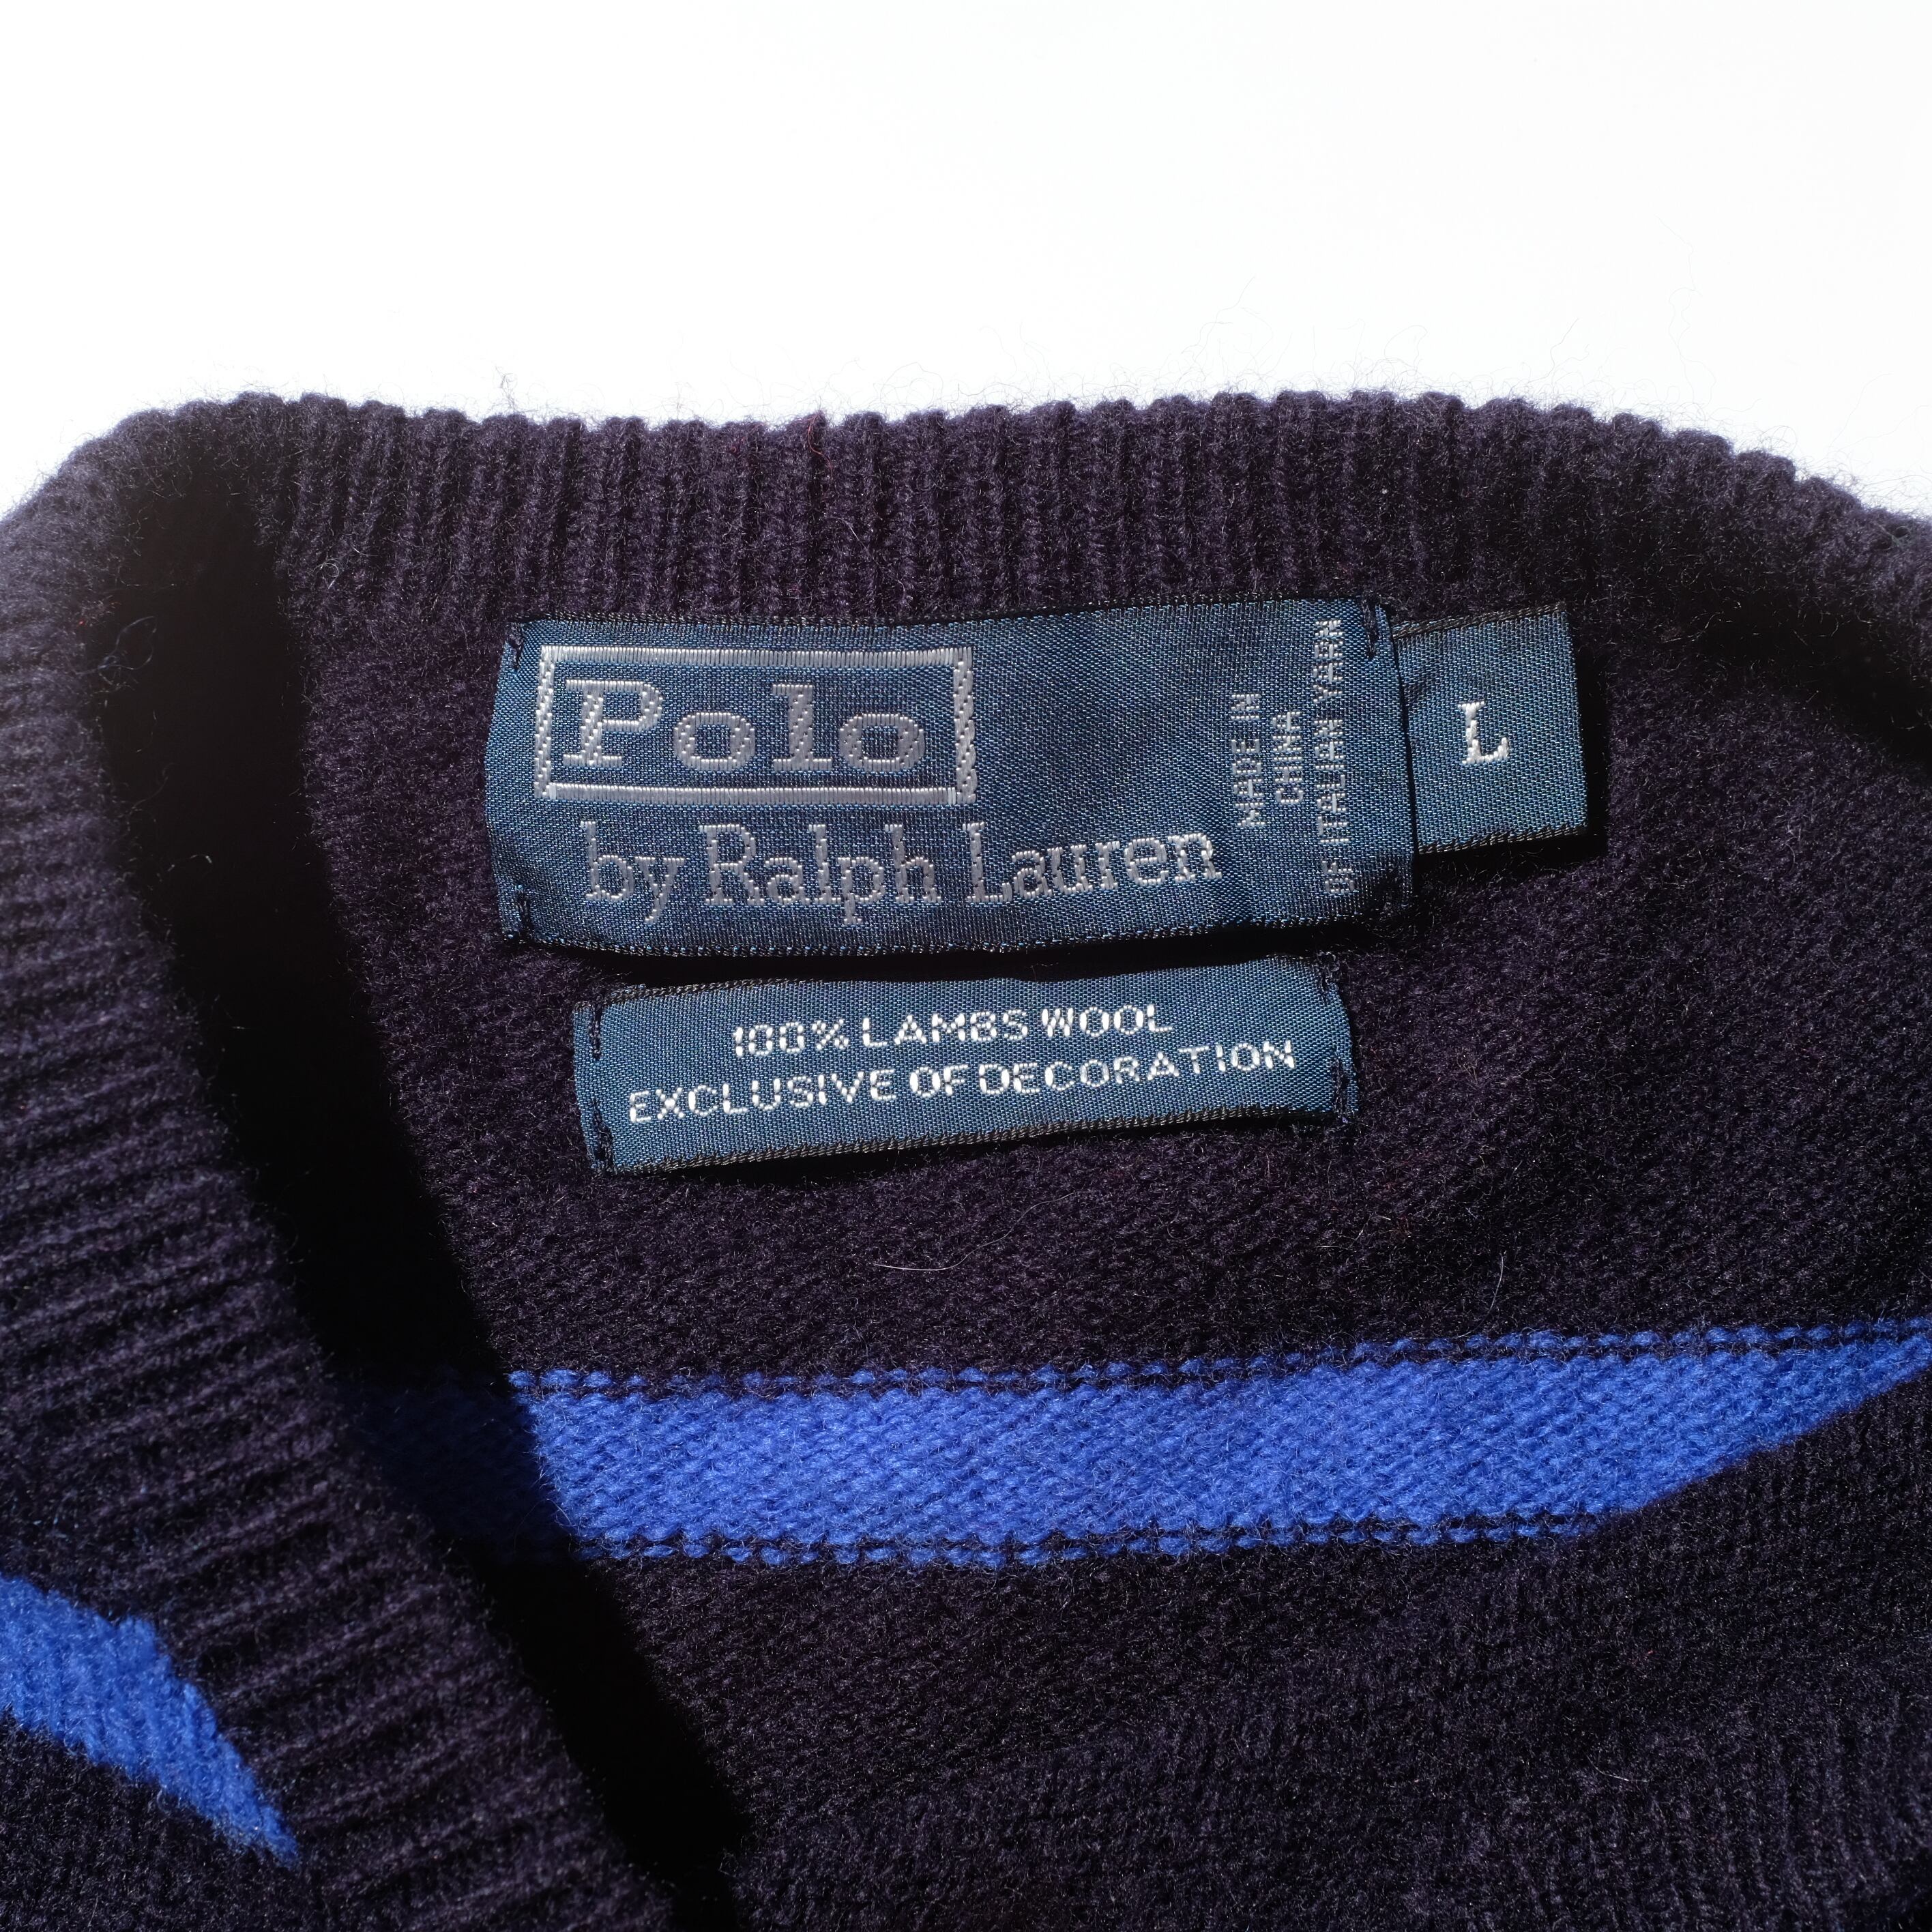 Polo
by Ralph Lauren
MADE IN
CHINA
OF ITALIAN YARN
L
100% LAMBS WOOL
EXCLUSIVE OF DECORATION